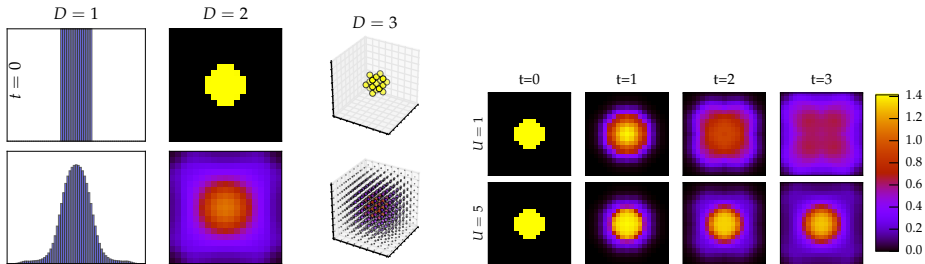 D = 1
D = 2
D = 3
t = 0
t=0
t=1
t=2
t=3
U = 1
U = 5
1.4
1.2
1.0
0.8
0.6
0.4
0.2
0.0